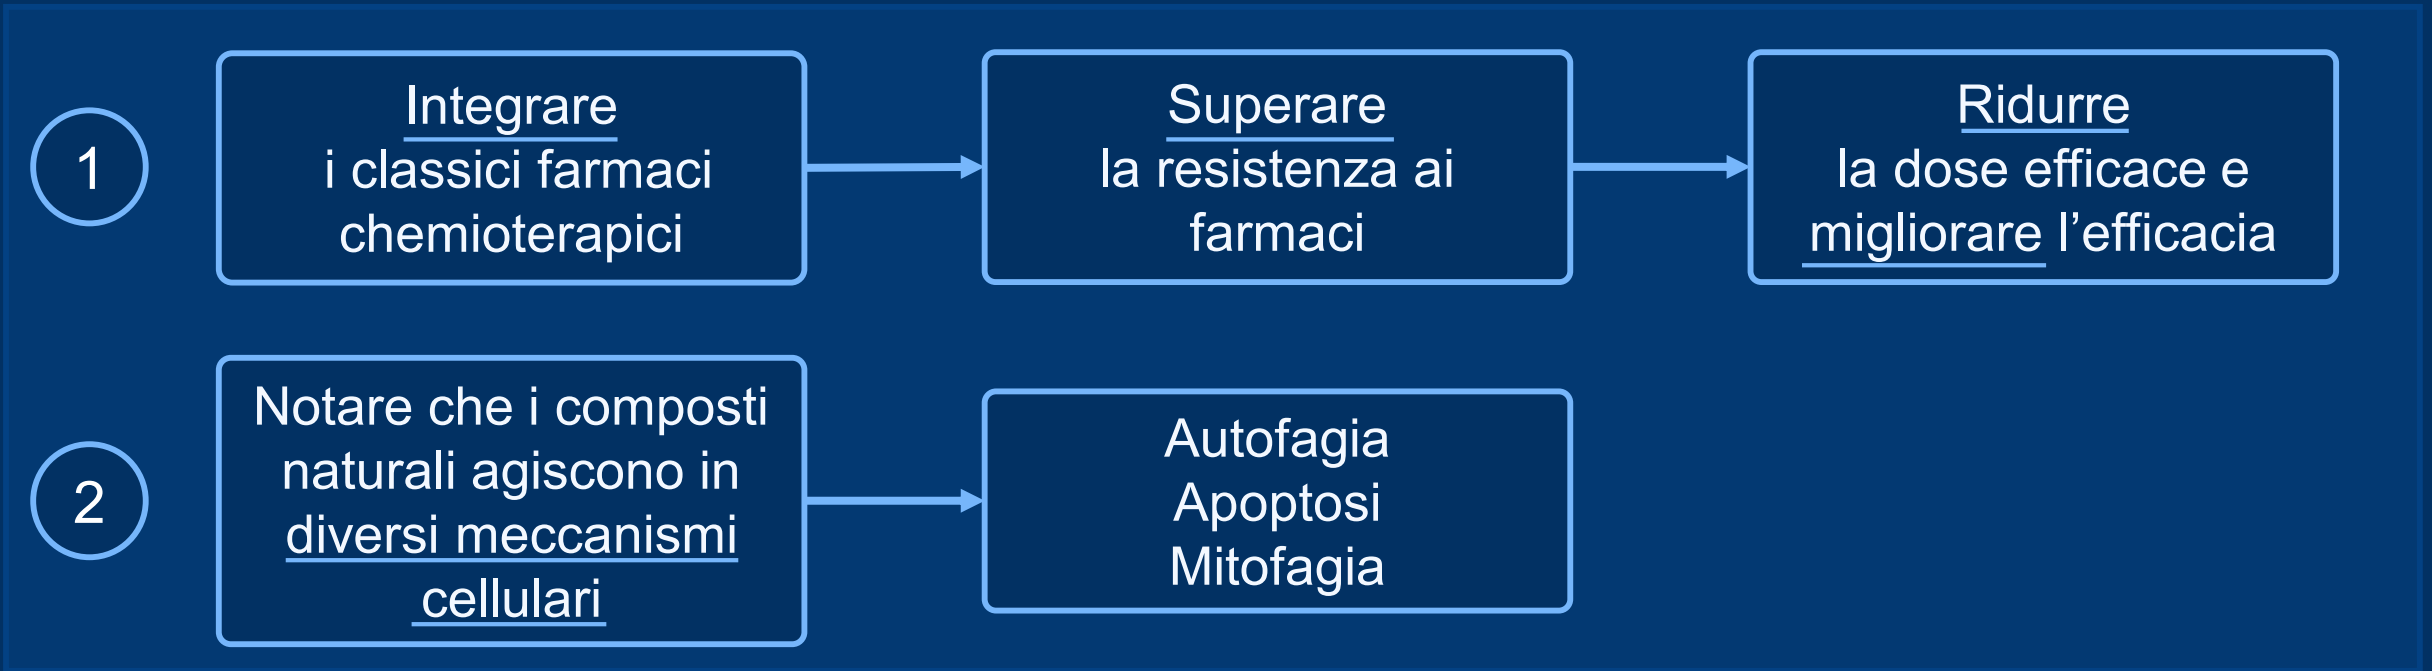 1
Integrare
i classici farmaci
chemioterapici
Superare
la resistenza ai
farmaci
Ridurre
la dose efficace e
migliorare l’efficacia
2
Notare che i composti
naturali agiscono in
diversi meccanismi
cellulari
Autofagia
Apoptosi
Mitofagia